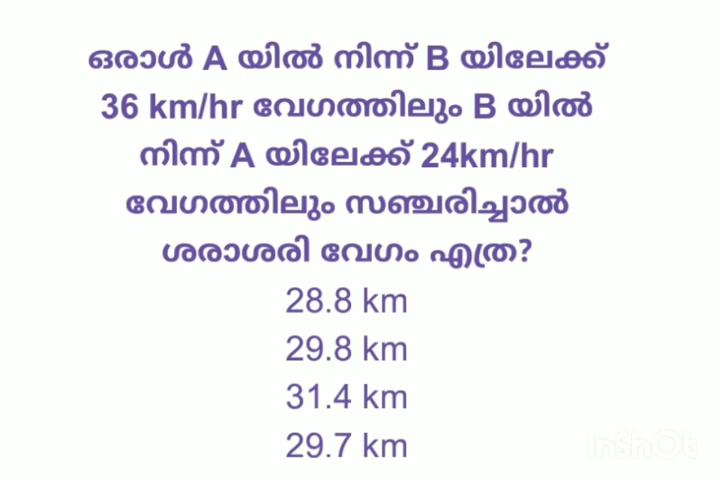 ഒരാൾ A യിൽ നിന്ന് B യിലേക്ക്
36 km/hr വേഗത്തിലും B യിൽ
നിന്ന് A യിലേക്ക് 24km/hr
വേഗത്തിലും സഞ്ചരിച്ചാൽ
ശരാശരി വേഗം എത്ര?
28.8 km
29.8 km
31.4 km
29.7 km
InShOt